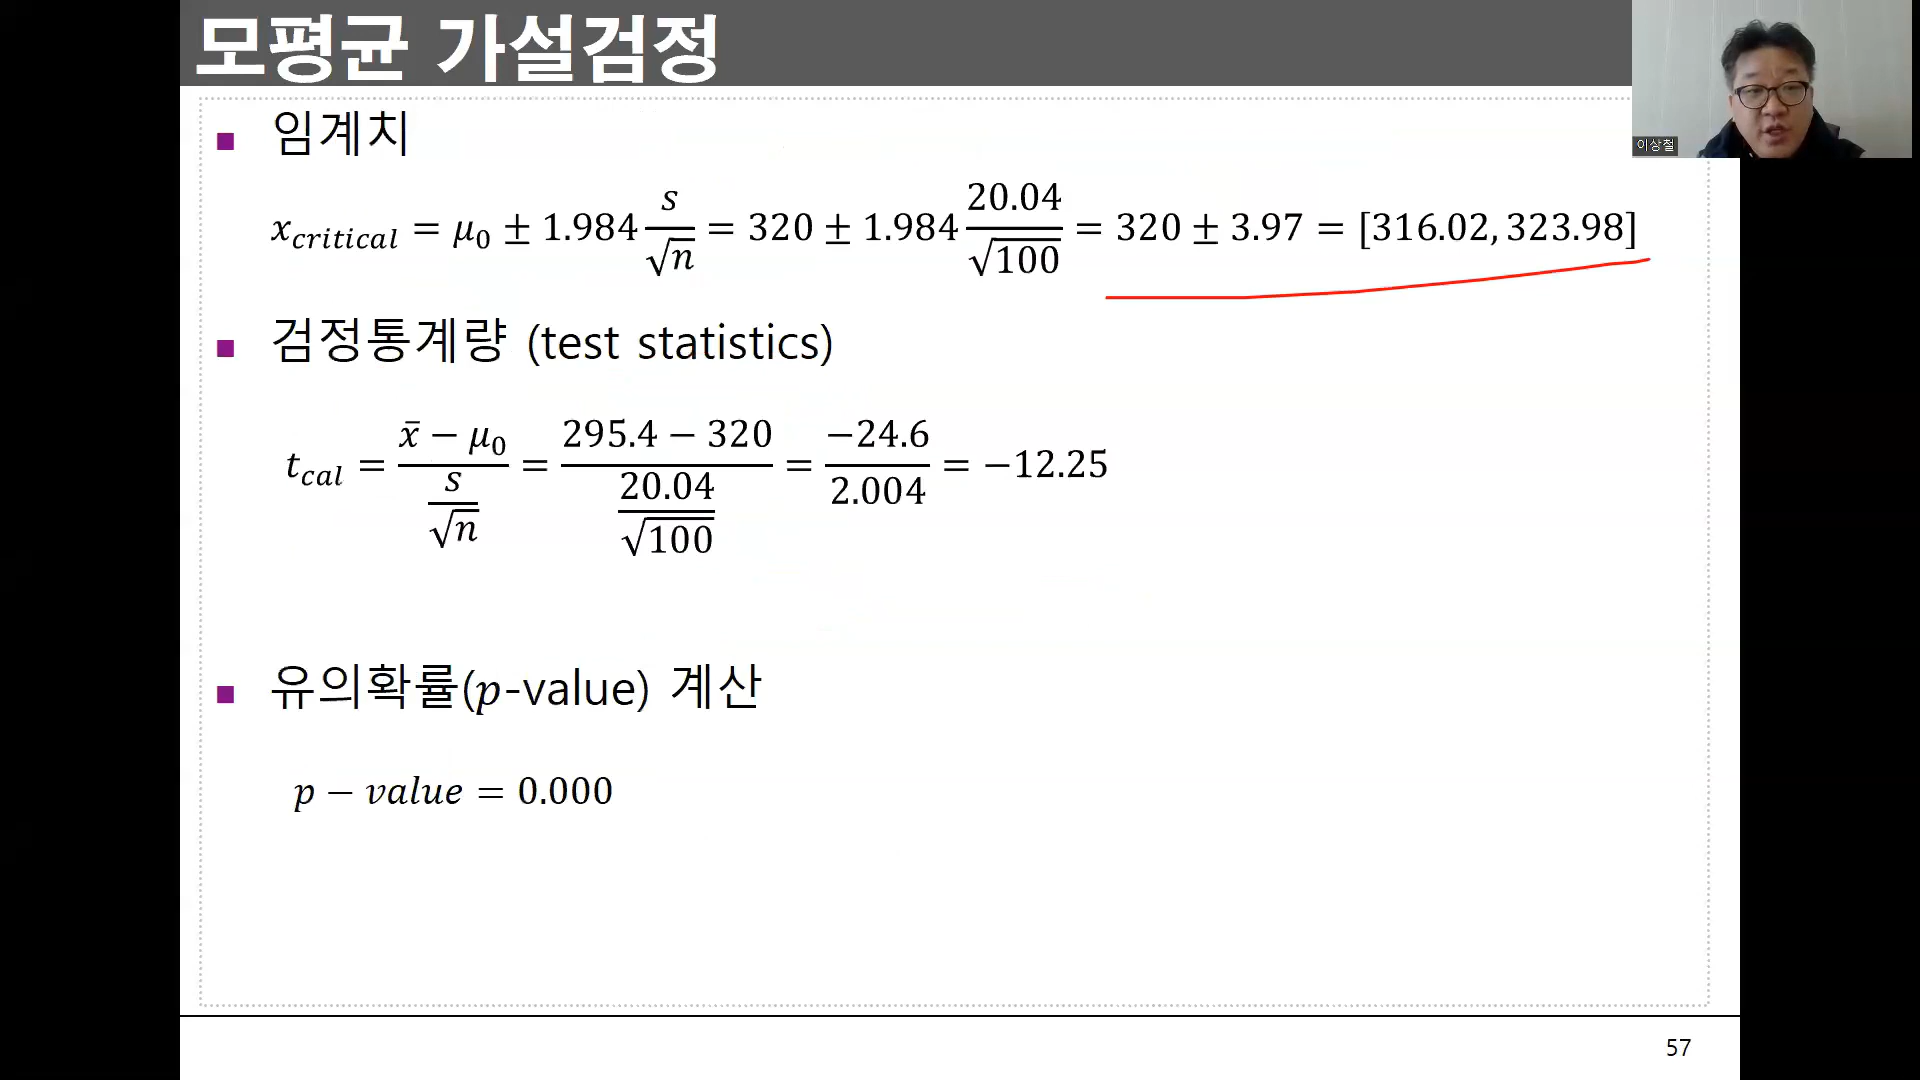 모평균 가설검정
이상철
■ 임계치
x_critical = μ₀ ± 1.984 s/√n = 320 ± 1.984 20.04/√100 = 320 ± 3.97 = [316.02, 323.98]
■ 검정통계량 (test statistics)
t_cal = (x̄ − μ₀)/(s/√n) = (295.4 − 320)/(20.04/√100) = −24.6/2.004 = −12.25
■ 유의확률(p-value) 계산
p − value = 0.000
57